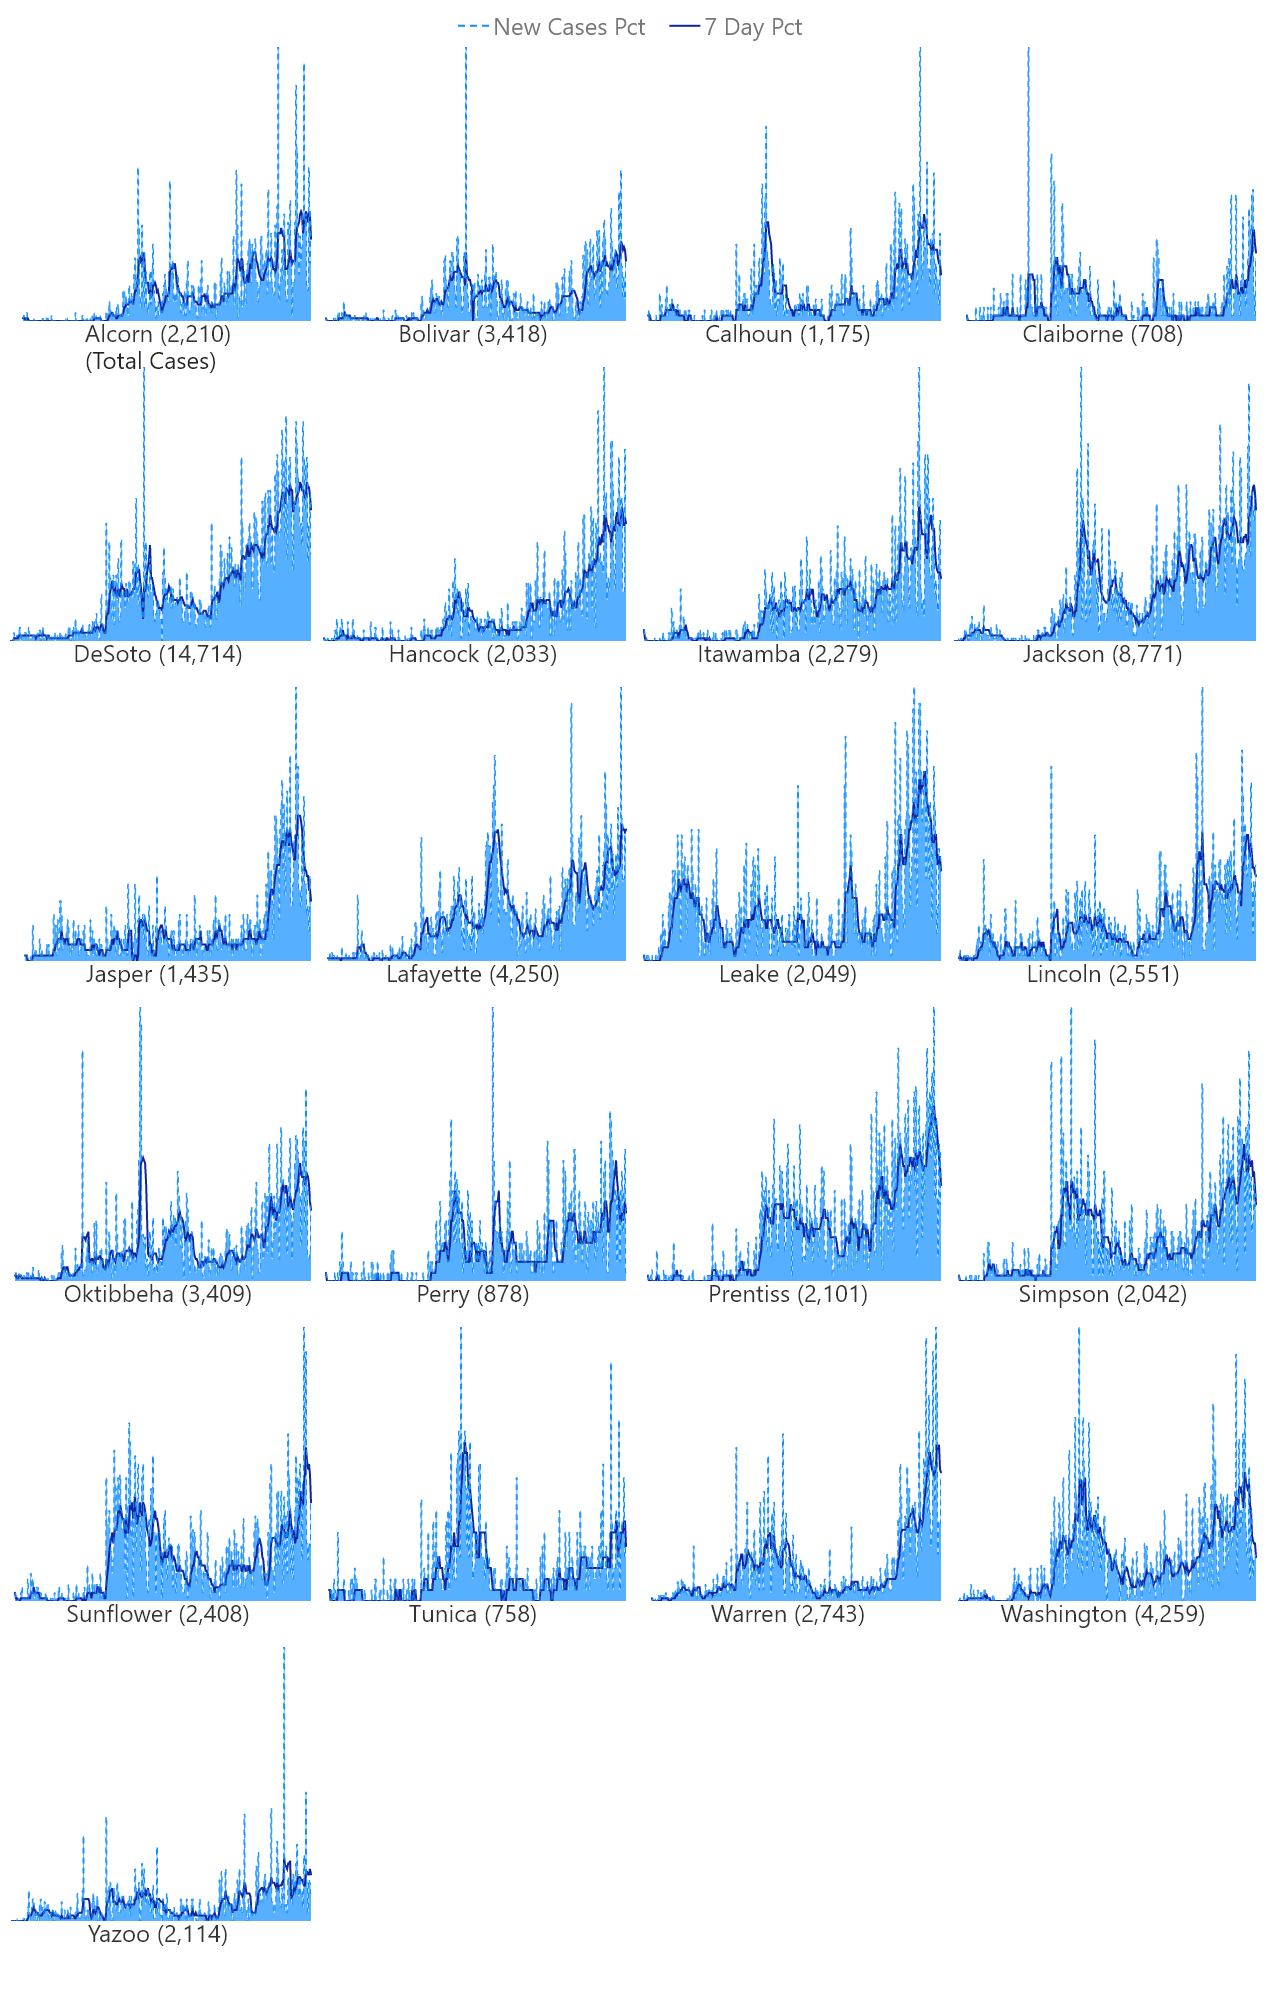 New Cases Pct 7 Day Pct
Alcorn (2,210) Bolivar (3,418) Calhoun (1,175) Claiborne (708)
(Total Cases)
DeSoto (14,714) Hancock (2,033) Itawamba (2,279) Jackson (8,771)
Jasper (1,435) Lafayette (4,250) Leake (2,049) Lincoln (2,551)
Oktibbeha (3,409) Perry (878) Prentiss (2,101) Simpson (2,042)
Sunflower (2,408) Tunica (758) Warren (2,743) Washington (4,259)
Yazoo (2,114)